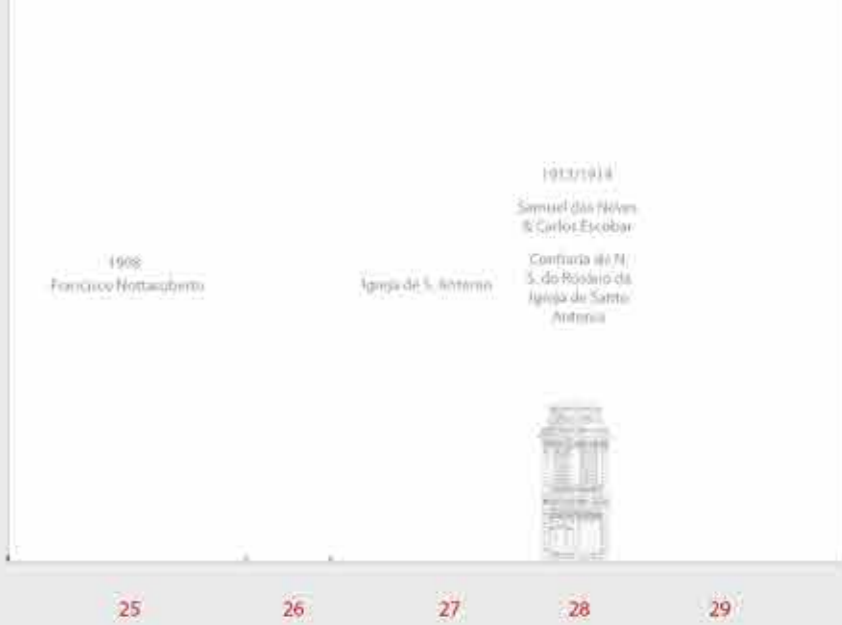 1913/1914
Samuel das Neves
& Carlos Escobar
Confraria de N.
S. do Rosário da
Igreja de Santo
Antonio
1908
Francisco Nottaroberto
Igreja de S. Antonio
25 26 27 28 29